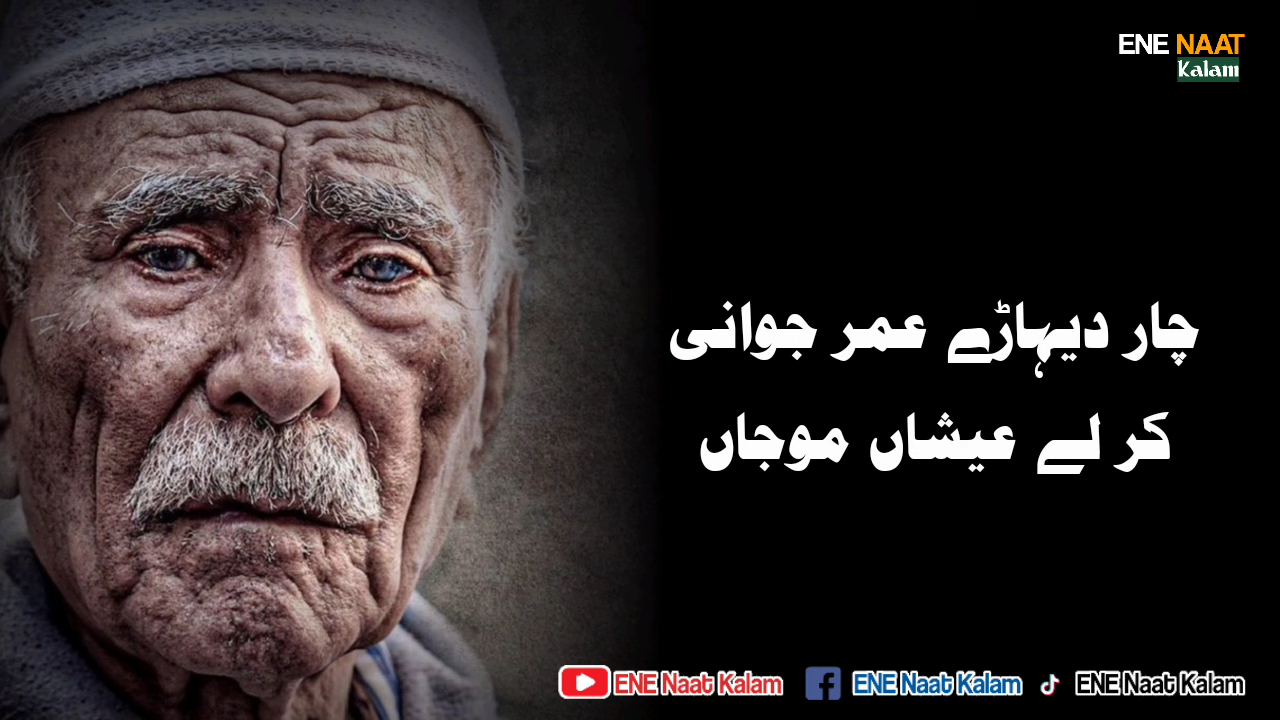 ENE NAAT
Kalam
چار دیہاڑے عمر جوانی
کر لے عیشاں موجاں
ENE Naat Kalam ENE Naat Kalam ENE Naat Kalam